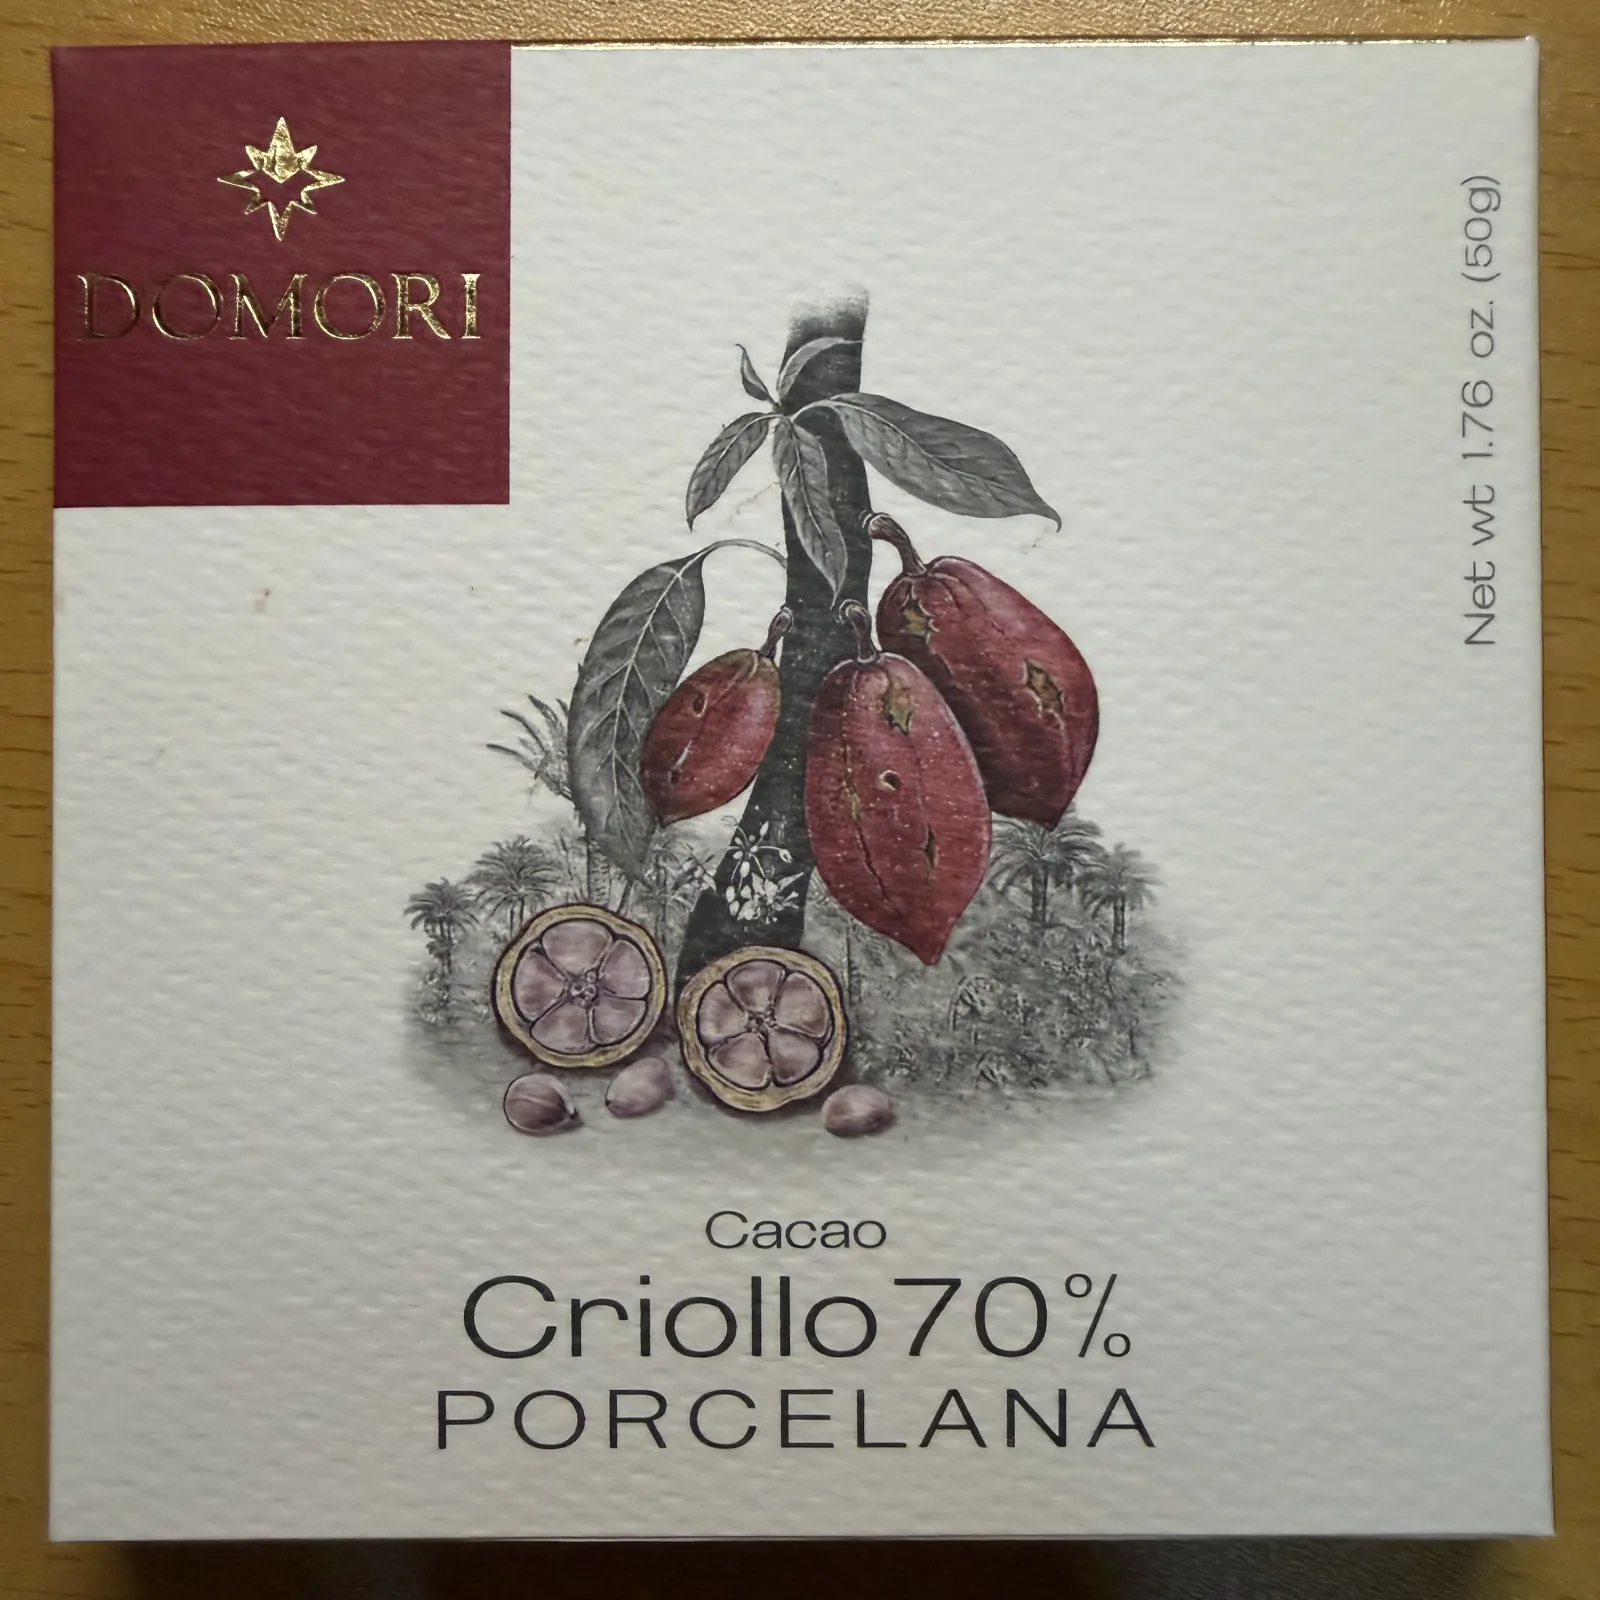 DOMORI
Net wt 1.76 oz. (50g)
Cacao
Criollo 70%
PORCELANA